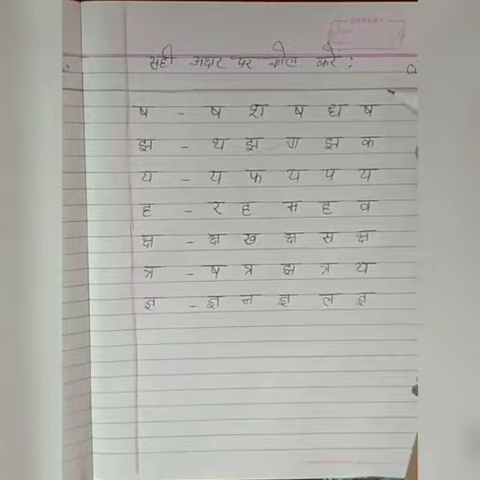 सही अक्षर पर गोल करे :
ष - ष श ष ध ष
झ - थ झ ण झ क
य - य फ य प य
ह - र ह म ह व
क्ष - क्ष ख क्ष स क्ष
त्र - ष त्र झ त्र य
ज्ञ - ज्ञ न ज्ञ ल ज्ञ